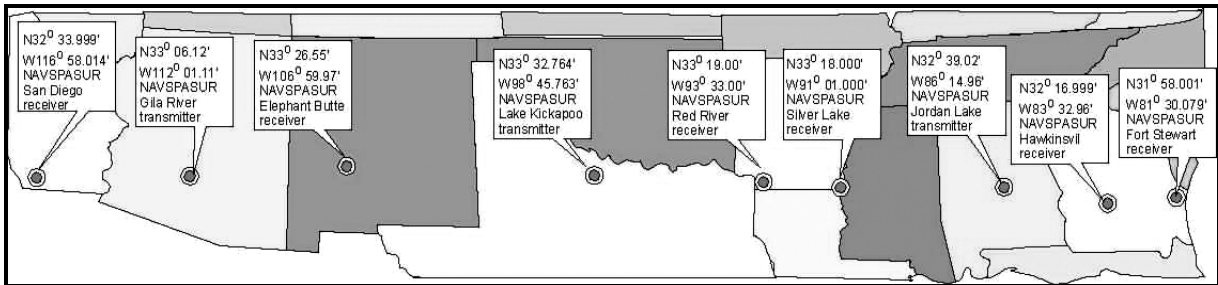 N32⁰ 33.999'
W116⁰ 58.014'
NAVSPASUR
San Diego
receiver
N33⁰ 06.12'
W112⁰ 01.11'
NAVSPASUR
Gila River
transmitter
N33⁰ 26.55'
W106⁰ 59.97'
NAVSPASUR
Elephant Butte
receiver
N33⁰ 32.764'
W98⁰ 45.763'
NAVSPASUR
Lake Kickapoo
transmitter
N33⁰ 19.00'
W93⁰ 33.00'
NAVSPASUR
Red River
receiver
N33⁰ 18.000'
W91⁰ 01.000'
NAVSPASUR
Silver Lake
receiver
N32⁰ 39.02'
W86⁰ 14.96'
NAVSPASUR
Jordan Lake
transmitter
N32⁰ 16.999'
W83⁰ 32.96'
NAVSPASUR
Hawkinsvil
receiver
N31⁰ 58.001'
W81⁰ 30.079'
NAVSPASUR
Fort Stewart
receiver